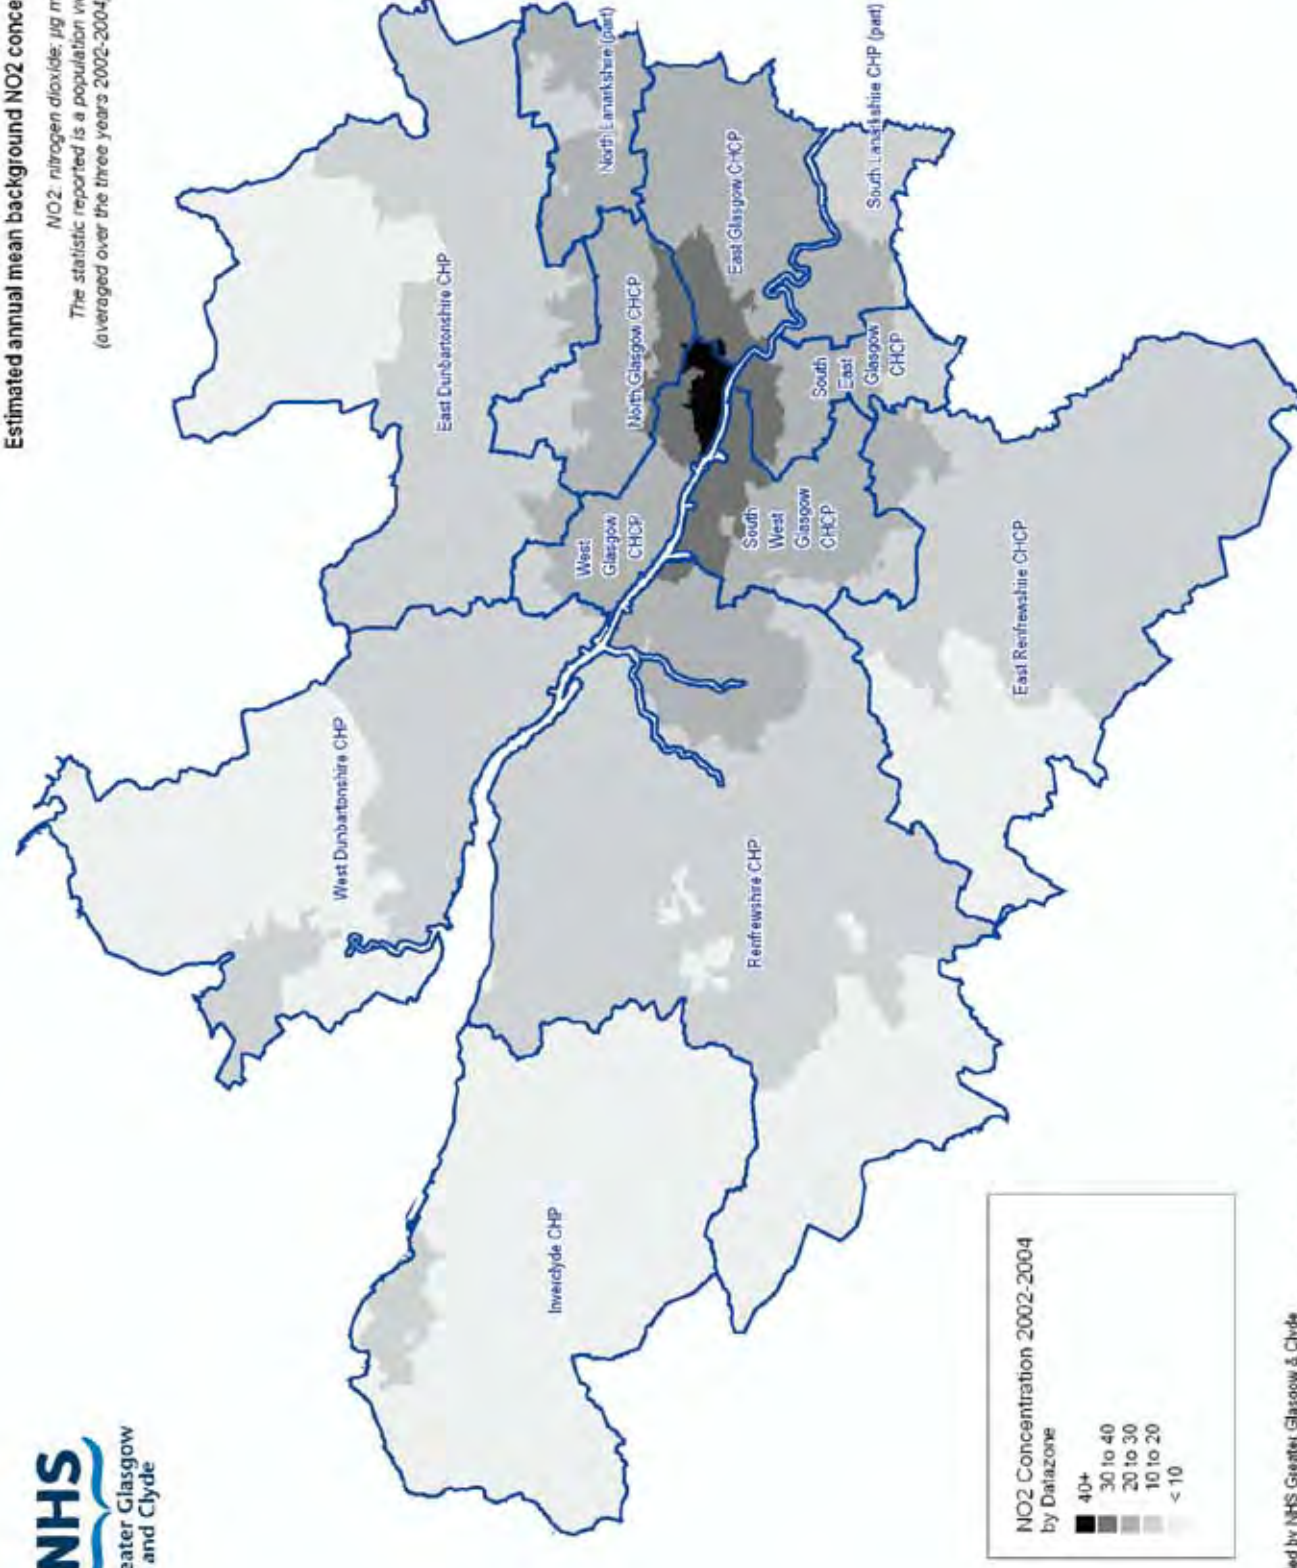 NHS
eater Glasgow
and Clyde
Estimated annual mean background NO2 conce
NO2: nitrogen dioxide; µg m
The statistic reported is a population we
(averaged over the three years 2002-2004
West Dunbartonshire CHP
East Dunbartonshire CHP
Inverclyde CHP
West
Glasgow
CHCP
North Glasgow CHCP
North Lanarkshire (part)
Renfrewshire CHP
South
West
Glasgow
CHCP
East Glasgow CHCP
South
East
Glasgow
CHCP
South Lanarkshire CHP (part)
East Renfrewshire CHCP
NO2 Concentration 2002-2004
by Datazone
40+
30 to 40
20 to 30
10 to 20
< 10
ed by NHS Greater Glasgow & Clyde